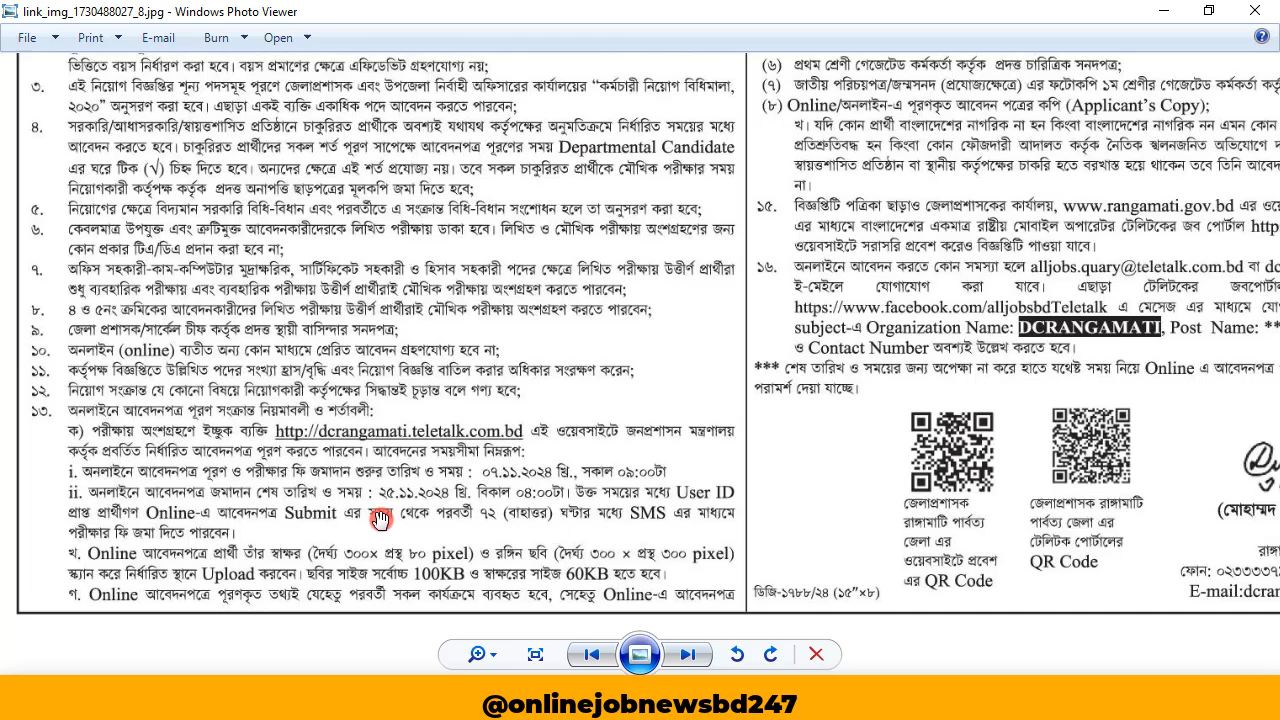 link_img_1730488027_8.jpg - Windows Photo Viewer
File Print E-mail Burn Open
ভিত্তিতে বয়স নির্ধারণ করা হবে। বয়স প্রমাণের ক্ষেত্রে এফিডেভিট গ্রহণযোগ্য নয়;
৩. এই নিয়োগ বিজ্ঞপ্তির শূন্য পদসমূহ পূরণে জেলাপ্রশাসক এবং উপজেলা নির্বাহী অফিসারের কার্যালয়ের “কর্মচারী নিয়োগ বিধিমালা,
২০২০” অনুসরণ করা হবে। এছাড়া একই ব্যক্তি একাধিক পদে আবেদন করতে পারবেন;
৪. সরকারি/আধাসরকারি/স্বায়ত্তশাসিত প্রতিষ্ঠানে চাকুরিরত প্রার্থীকে অবশ্যই যথাযথ কর্তৃপক্ষের অনুমতিক্রমে নির্ধারিত সময়ের মধ্যে
আবেদন করতে হবে। চাকুরিরত প্রার্থীদের সকল শর্ত পূরণ সাপেক্ষে আবেদনপত্র পূরণের সময় Departmental Candidate
এর ঘরে টিক (√) চিহ্ন দিতে হবে। অন্যদের ক্ষেত্রে এই শর্ত প্রযোজ্য নয়। তবে সকল চাকুরিরত প্রার্থীকে মৌখিক পরীক্ষার সময়
নিয়োগকারী কর্তৃপক্ষ কর্তৃক প্রদত্ত অনাপত্তি ছাড়পত্রের মূলকপি জমা দিতে হবে;
৫. নিয়োগের ক্ষেত্রে বিদ্যমান সরকারি বিধি-বিধান এবং পরবর্তীতে এ সংক্রান্ত বিধি-বিধান সংশোধন হলে তা অনুসরণ করা হবে;
৬. কেবলমাত্র উপযুক্ত এবং ত্রুটিমুক্ত আবেদনকারীদেরকে লিখিত পরীক্ষায় ডাকা হবে। লিখিত ও মৌখিক পরীক্ষায় অংশগ্রহণের জন্য
কোন প্রকার টিএ/ডিএ প্রদান করা হবে না;
৭. অফিস সহকারী-কাম-কম্পিউটার মুদ্রাক্ষরিক, সার্টিফিকেট সহকারী ও হিসাব সহকারী পদের ক্ষেত্রে লিখিত পরীক্ষায় উত্তীর্ণ প্রার্থীরা
শুধু ব্যবহারিক পরীক্ষায় এবং ব্যবহারিক পরীক্ষায় উত্তীর্ণ প্রার্থীরাই মৌখিক পরীক্ষায় অংশগ্রহণ করতে পারবেন;
৮. ৪ ও ৫নং ক্রমিকের আবেদনকারীদের লিখিত পরীক্ষায় উত্তীর্ণ প্রার্থীরাই মৌখিক পরীক্ষায় অংশগ্রহণ করতে পারবেন;
৯. জেলা প্রশাসক/সার্কেল চীফ কর্তৃক প্রদত্ত স্থায়ী বাসিন্দার সনদপত্র;
১০. অনলাইন (online) ব্যতীত অন্য কোন মাধ্যমে প্রেরিত আবেদন গ্রহণযোগ্য হবে না;
১১. কর্তৃপক্ষ বিজ্ঞপ্তিতে উল্লিখিত পদের সংখ্যা হ্রাস/বৃদ্ধি এবং নিয়োগ বিজ্ঞপ্তি বাতিল করার অধিকার সংরক্ষণ করেন;
১২. নিয়োগ সংক্রান্ত যে কোনো বিষয়ে নিয়োগকারী কর্তৃপক্ষের সিদ্ধান্তই চূড়ান্ত বলে গণ্য হবে;
১৩. অনলাইনে আবেদনপত্র পূরণ সংক্রান্ত নিয়মাবলী ও শর্তাবলী:
ক) পরীক্ষায় অংশগ্রহণে ইচ্ছুক ব্যক্তি http://dcrangamati.teletalk.com.bd এই ওয়েবসাইটে জনপ্রশাসন মন্ত্রণালয়
কর্তৃক প্রবর্তিত নির্ধারিত আবেদনপত্র পূরণ করতে পারবেন। আবেদনের সময়সীমা নিম্নরূপ:
i. অনলাইনে আবেদনপত্র পূরণ ও পরীক্ষার ফি জমাদান শুরুর তারিখ ও সময় : ০৭.১১.২০২৪ খ্রি., সকাল ০৯:০০টা
ii. অনলাইনে আবেদনপত্র জমাদান শেষ তারিখ ও সময় : ২৫.১১.২০২৪ খ্রি. বিকাল ০৪:০০টা। উক্ত সময়ের মধ্যে User ID
প্রাপ্ত প্রার্থীগণ Online-এ আবেদনপত্র Submit এর থেকে পরবর্তী ৭২ (বাহাত্তর) ঘন্টার মধ্যে SMS এর মাধ্যমে
পরীক্ষার ফি জমা দিতে পারবেন।
খ. Online আবেদনপত্রে প্রার্থী তাঁর স্বাক্ষর (দৈর্ঘ্য ৩০০× প্রস্থ ৮০ pixel) ও রঙ্গিন ছবি (দৈর্ঘ্য ৩০০ × প্রস্থ ৩০০ pixel)
স্ক্যান করে নির্ধারিত স্থানে Upload করবেন। ছবির সাইজ সর্বোচ্চ 100KB ও স্বাক্ষরের সাইজ 60KB হতে হবে।
গ. Online আবেদনপত্রে পূরণকৃত তথ্যই যেহেতু পরবর্তী সকল কার্যক্রমে ব্যবহৃত হবে, সেহেতু Online-এ আবেদনপত্র
(৬) প্রথম শ্রেণী গেজেটেড কর্মকর্তা কর্তৃক প্রদত্ত চারিত্রিক সনদপত্র;
(৭) জাতীয় পরিচয়পত্র/জন্মসনদ (প্রযোজ্যক্ষেত্রে) এর ফটোকপি ১ম শ্রেণীর গেজেটেড কর্মক
(৮) Online/অনলাইন-এ পূরণকৃত আবেদন পত্রের কপি (Applicant's Copy);
খ। যদি কোন প্রার্থী বাংলাদেশের নাগরিক না হন কিংবা বাংলাদেশের নাগরিক নন এমন কোন
প্রতিশ্রুতিবদ্ধ হন কিংবা কোন ফৌজদারী আদালত কর্তৃক নৈতিক স্খলনজনিত অভিযোগে দ
স্বায়ত্তশাসিত প্রতিষ্ঠান বা স্থানীয় কর্তৃপক্ষের চাকরি হতে বরখাস্ত হয়ে থাকেন তবে তিনি আবেদ
না।
১৫. বিজ্ঞপ্তিটি পত্রিকা ছাড়াও জেলাপ্রশাসকের কার্যালয়, www.rangamati.gov.bd এর ওয়ে
এর মাধ্যমে বাংলাদেশের একমাত্র রাষ্ট্রীয় মোবাইল অপারেটর টেলিটকের জব পোর্টাল http
ওয়েবসাইটে সরাসরি প্রবেশ করেও বিজ্ঞপ্তিটি পাওয়া যাবে।
১৬. অনলাইনে আবেদন করতে কোন সমস্যা হলে alljobs.quary@teletalk.com.bd বা dc
ই-মেইলে যোগাযোগ করা যাবে। এছাড়া টেলিটকের জবপোর্টাল
https://www.facebook.com/alljobsbdTeletalk এ মেসেজ এর মাধ্যমে যো
subject-এ Organization Name: DCRANGAMATI, Post Name: **
ও Contact Number অবশ্যই উল্লেখ করতে হবে।
*** শেষ তারিখ ও সময়ের জন্য অপেক্ষা না করে হাতে যথেষ্ট সময় নিয়ে Online এ আবেদনপত্র
পরামর্শ দেয়া যাচ্ছে।
জেলাপ্রশাসক
রাঙ্গামাটি পার্বত্য
জেলা এর
ওয়েবসাইটে প্রবেশ
এর QR Code
জেলাপ্রশাসক রাঙ্গামাটি
পার্বত্য জেলা এর
টেলিটক পোর্টালের
QR Code
(মোহাম্মদ
রাঙ্গ
ফোন: ০২৩৩৩৩৭
E-mail:dcran
ডিজি-১৭৮৮/২৪ (১৫″×৮)
@onlinejobnewsbd247